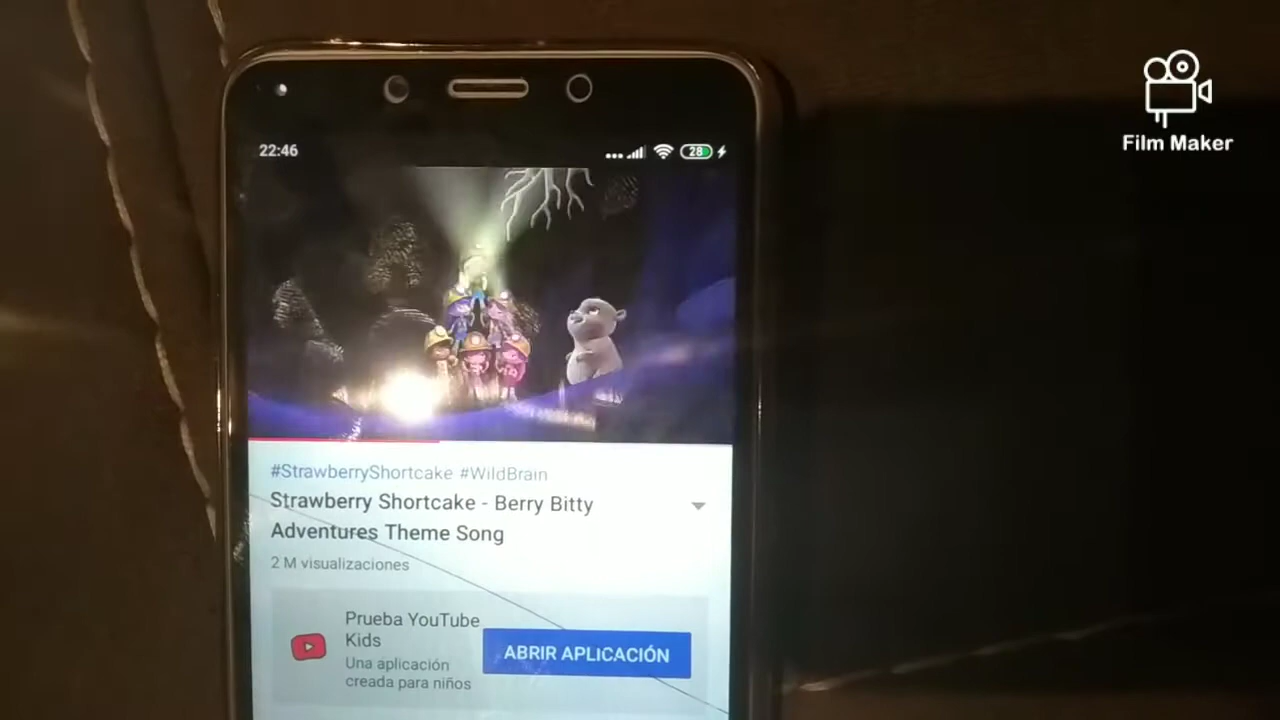 Film Maker
22:46
28
#StrawberryShortcake #WildBrain
Strawberry Shortcake - Berry Bitty
Adventures Theme Song
2 M visualizaciones
Prueba YouTube
Kids
Una aplicación
creada para niños
ABRIR APLICACIÓN